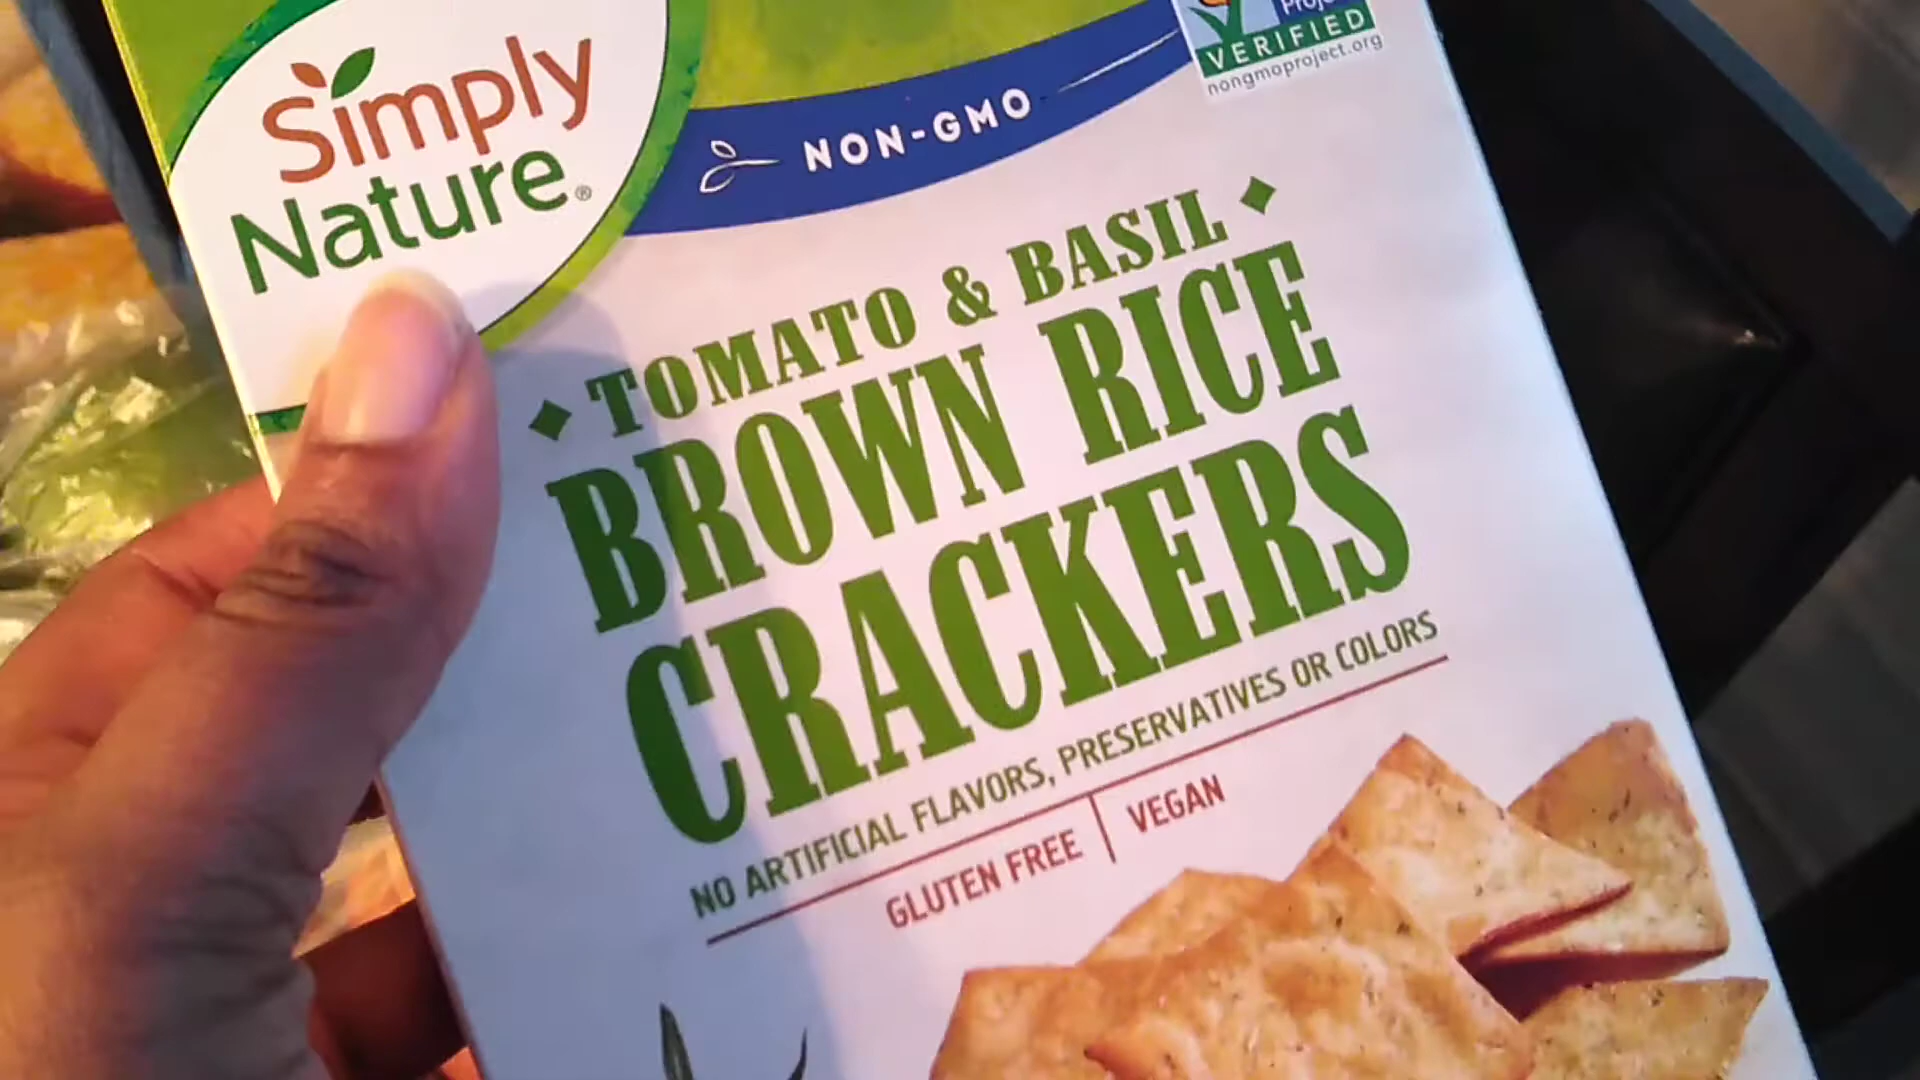 Simply
Nature®
NON-GMO
VERIFIED
nongmoproject.org
TOMATO & BASIL
BROWN RICE
CRACKERS
NO ARTIFICIAL FLAVORS, PRESERVATIVES OR COLORS
GLUTEN FREE | VEGAN